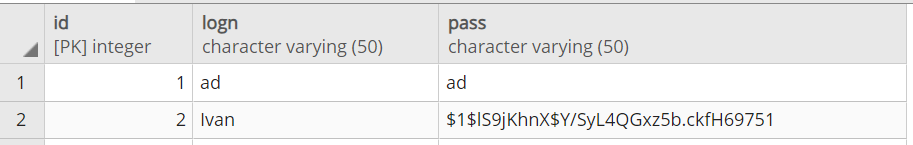 id logn pass
[PK] integer character varying (50) character varying (50)
1 1 ad ad
2 2 Ivan $1$lS9jKhnX$Y/SyL4QGxz5b.ckfH69751